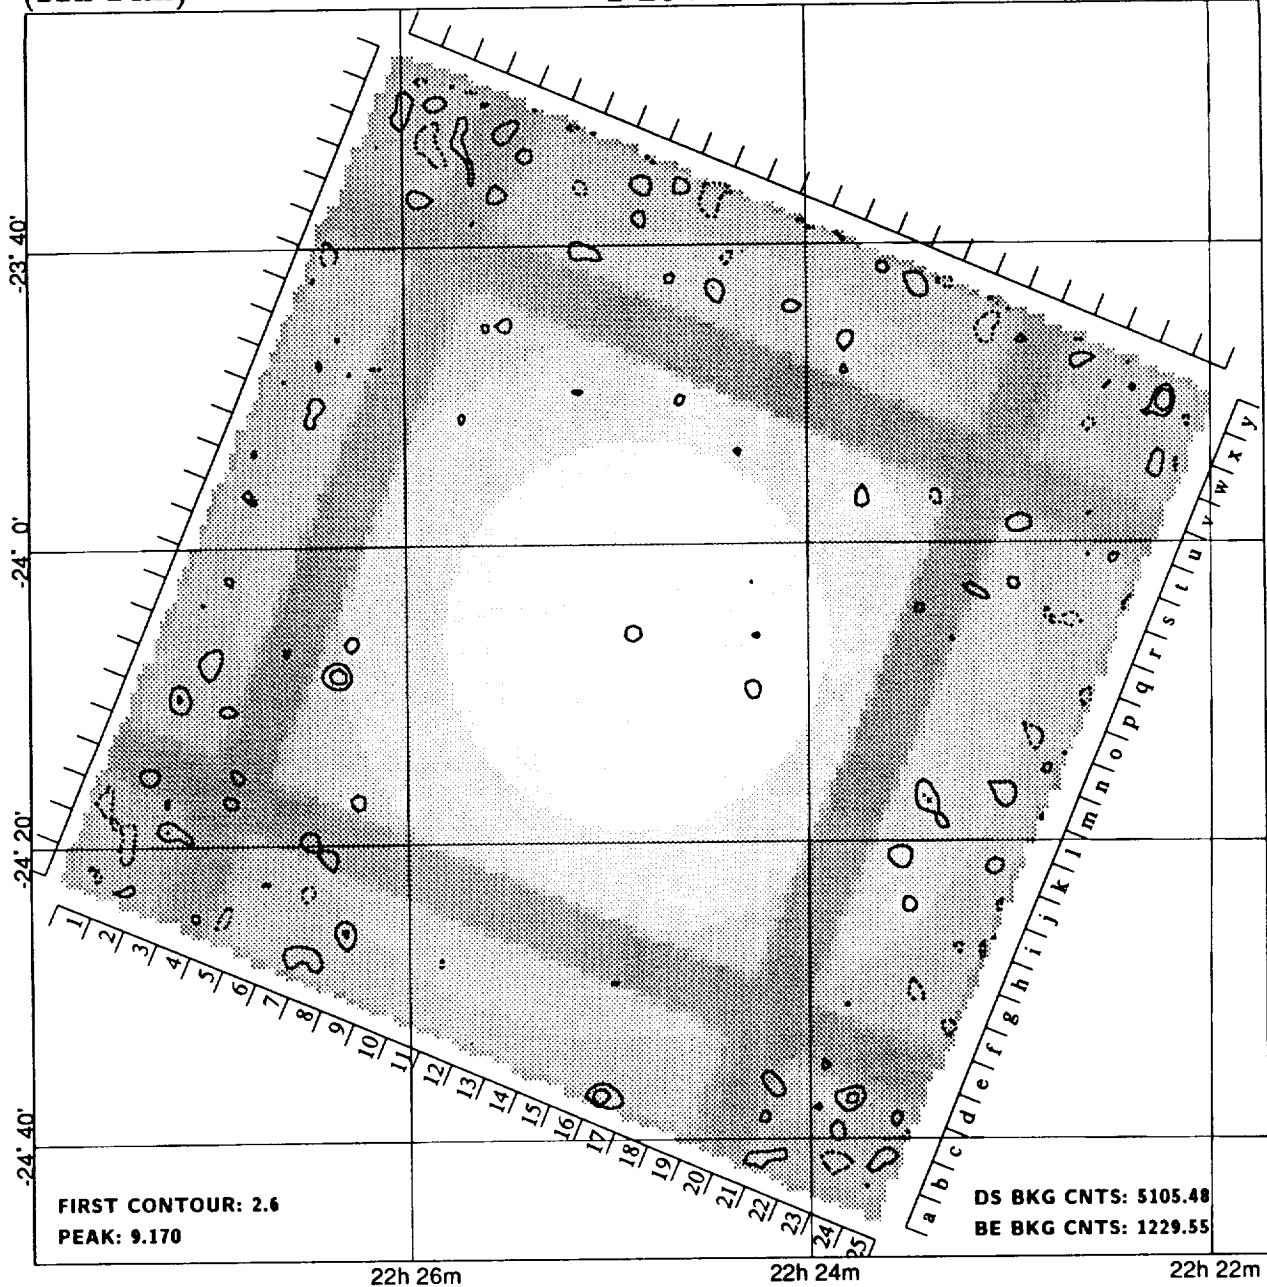 -23° 40'
-24° 0'
-24° 20'
-24° 40'
1 2 3 4 5 6 7 8 9 10 11 12 13 14 15 16 17 18 19 20 21 22 23 24 25
a b c d e f g h i j k l m n o p q r s t u v w x y
FIRST CONTOUR: 2.6
PEAK: 9.170
DS BKG CNTS: 5105.48
BE BKG CNTS: 1229.55
22h 26m
22h 24m
22h 22m